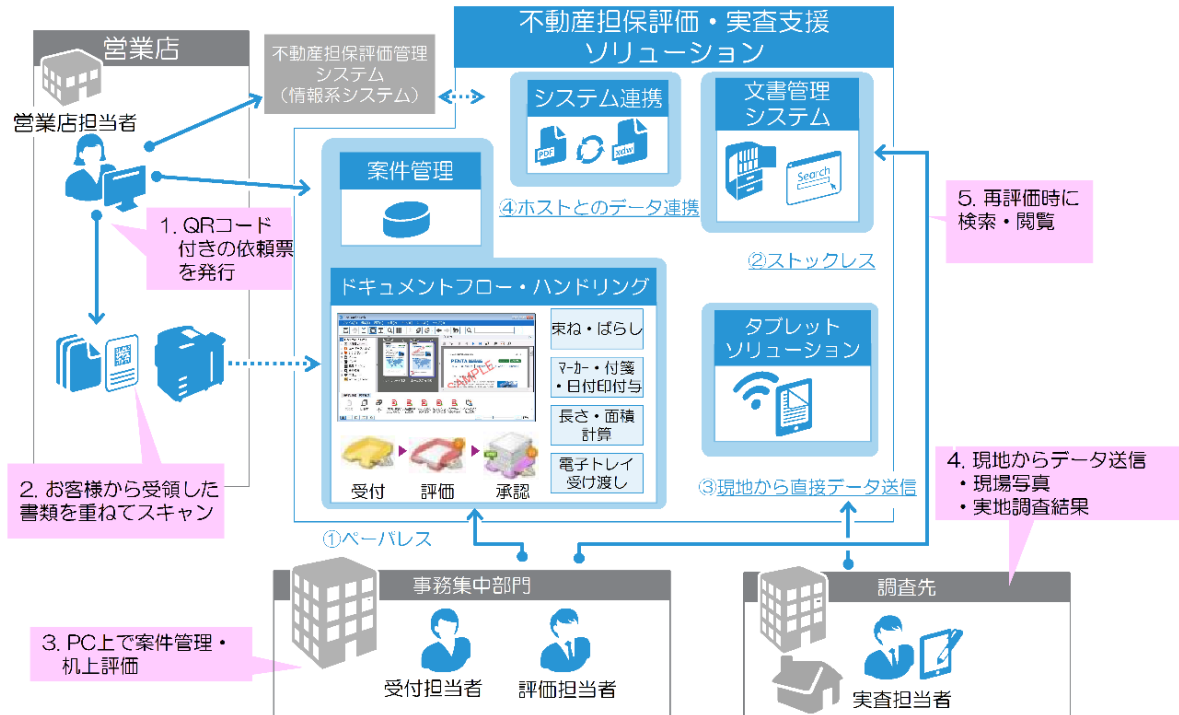 不動産担保評価・実査支援
ソリューション
営業店
営業店担当者
不動産担保評価管理
システム
（情報系システム）
システム連携
PDF
xdw
④ホストとのデータ連携
文書管理
システム
Search
②ストックレス
案件管理
1. QRコード
付きの依頼票
を発行
5. 再評価時に
検索・閲覧
ドキュメントフロー・ハンドリング
SAMPLE
束ね・ばらし
ﾏｰｶｰ・付箋
・日付印付与
長さ・面積
計算
電子トレイ
受け渡し
受付
評価
承認
タブレット
ソリューション
③現地から直接データ送信
2. お客様から受領した
書類を重ねてスキャン
4. 現地からデータ送信
・現場写真
・実地調査結果
①ペーパレス
事務集中部門
受付担当者
評価担当者
3. PC上で案件管理・
机上評価
調査先
実査担当者